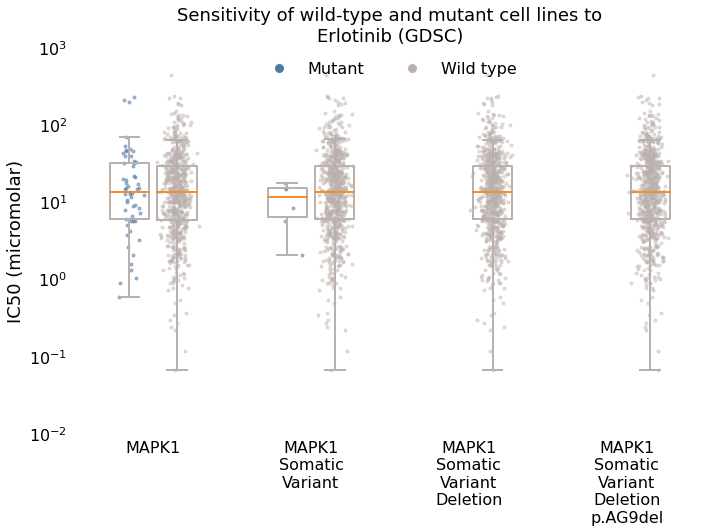 Sensitivity of wild-type and mutant cell lines to
Erlotinib (GDSC)
Mutant
Wild type
IC50 (micromolar)
10³
10²
10¹
10⁰
10⁻¹
10⁻²
MAPK1
MAPK1
Somatic
Variant
MAPK1
Somatic
Variant
Deletion
MAPK1
Somatic
Variant
Deletion
p.AG9del